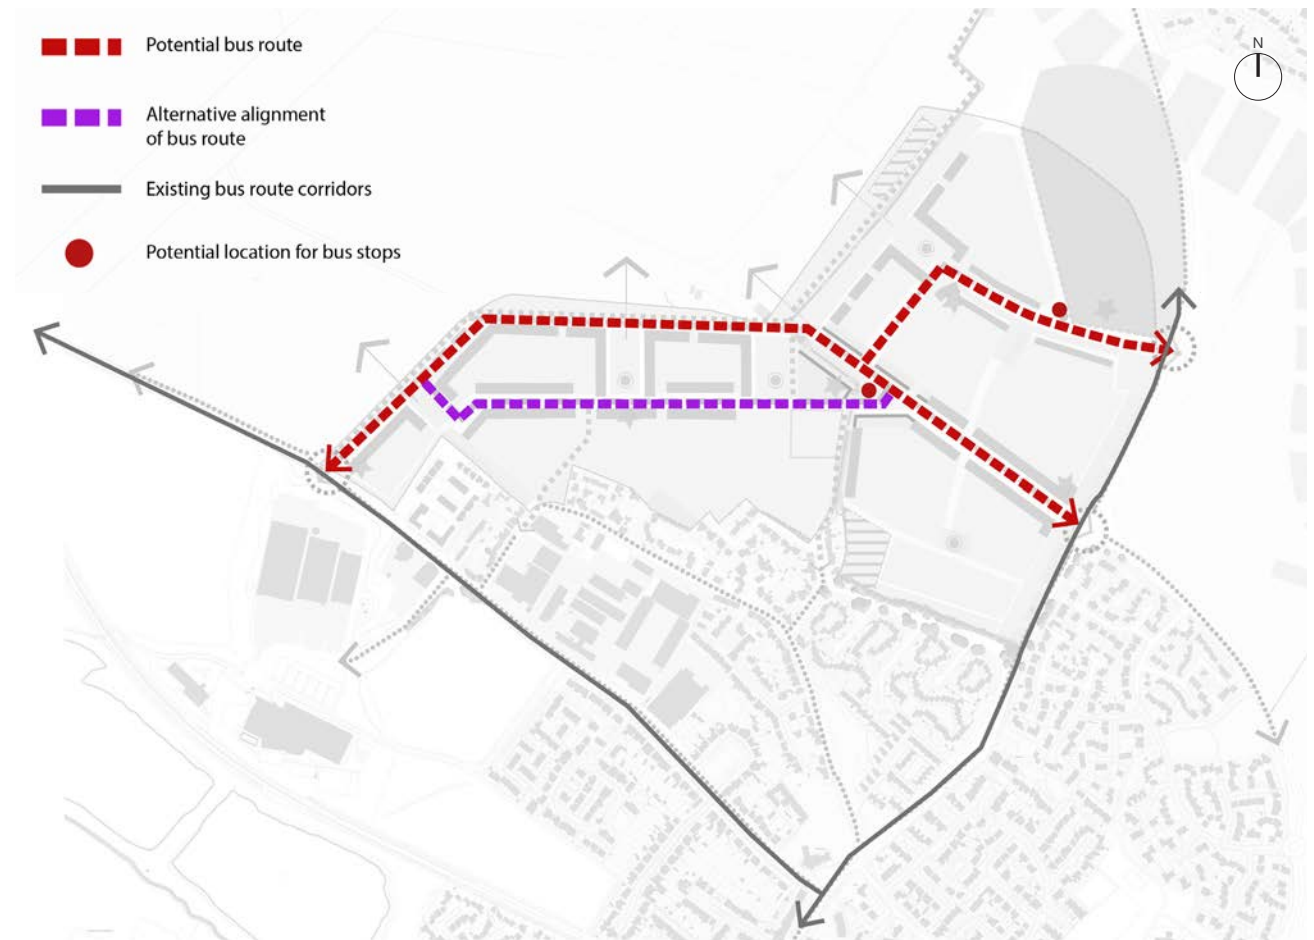 Potential bus route
Alternative alignment
of bus route
Existing bus route corridors
Potential location for bus stops
N